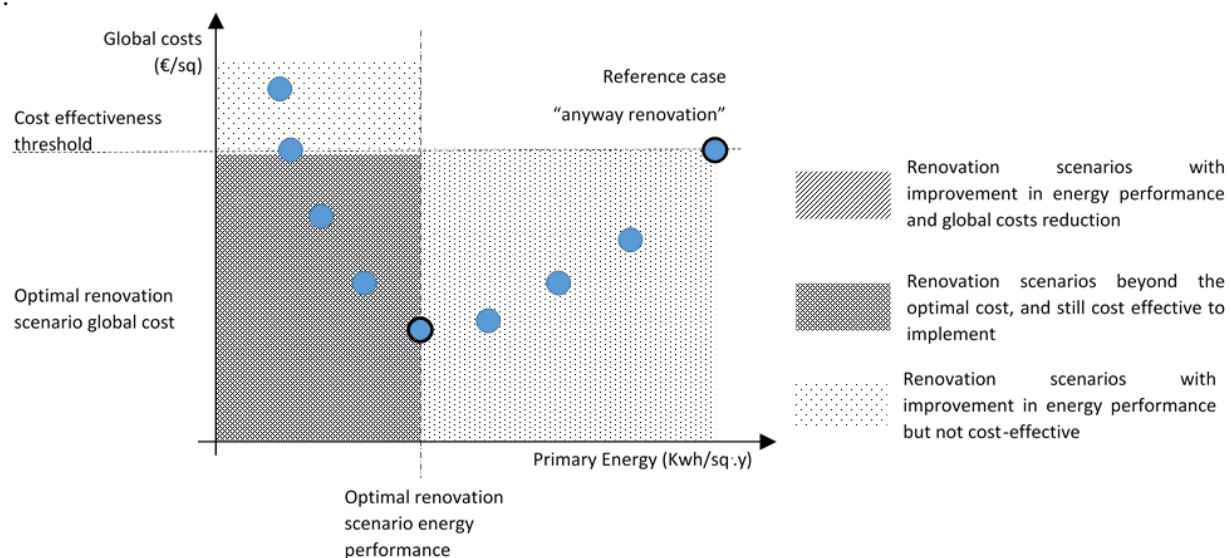 .
Global costs
(€/sq)
Cost effectiveness
threshold
Reference case
“anyway renovation”
Optimal renovation
scenario global cost
Primary Energy (Kwh/sq.y)
Optimal renovation
scenario energy
performance
Renovation scenarios with
improvement in energy performance
and global costs reduction
Renovation scenarios beyond the
optimal cost, and still cost effective to
implement
Renovation scenarios with
improvement in energy performance
but not cost-effective